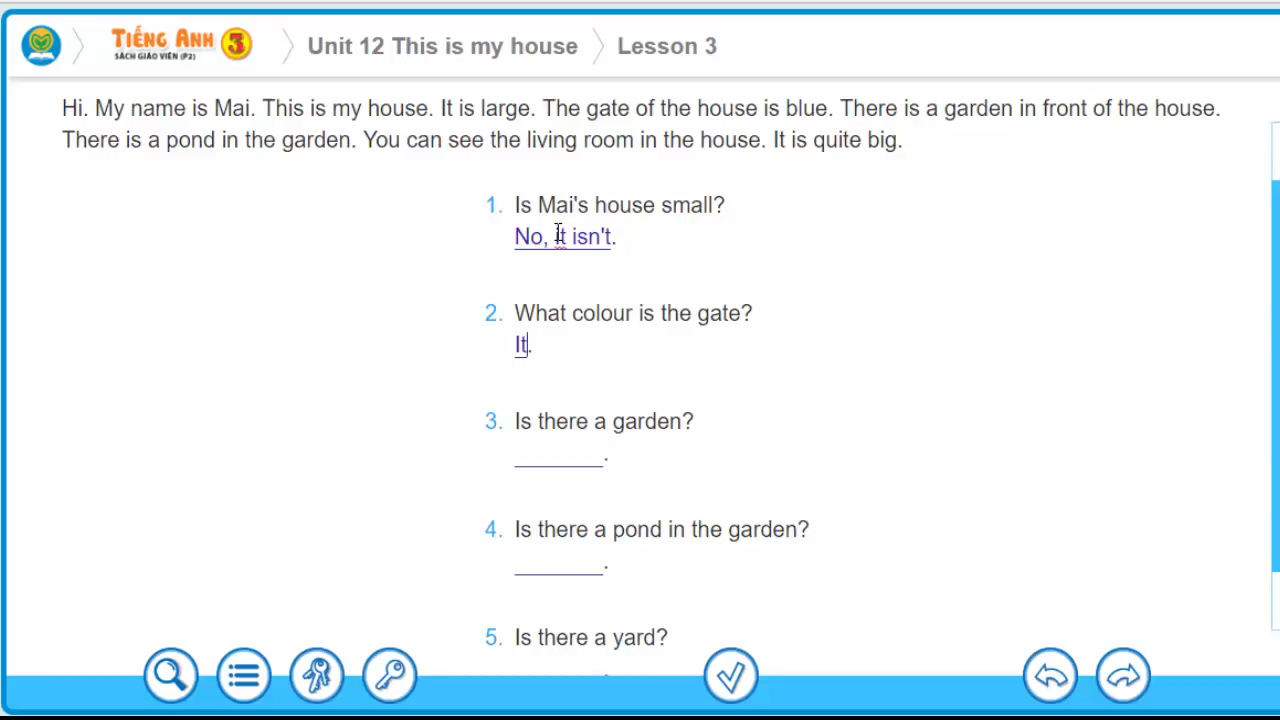 TIẾNG ANH 3
SÁCH GIÁO VIÊN (P2)
Unit 12 This is my house
Lesson 3
Hi. My name is Mai. This is my house. It is large. The gate of the house is blue. There is a garden in front of the house.
There is a pond in the garden. You can see the living room in the house. It is quite big.
1. Is Mai's house small?
No, it isn't.
2. What colour is the gate?
It.
3. Is there a garden?
________.
4. Is there a pond in the garden?
________.
5. Is there a yard?